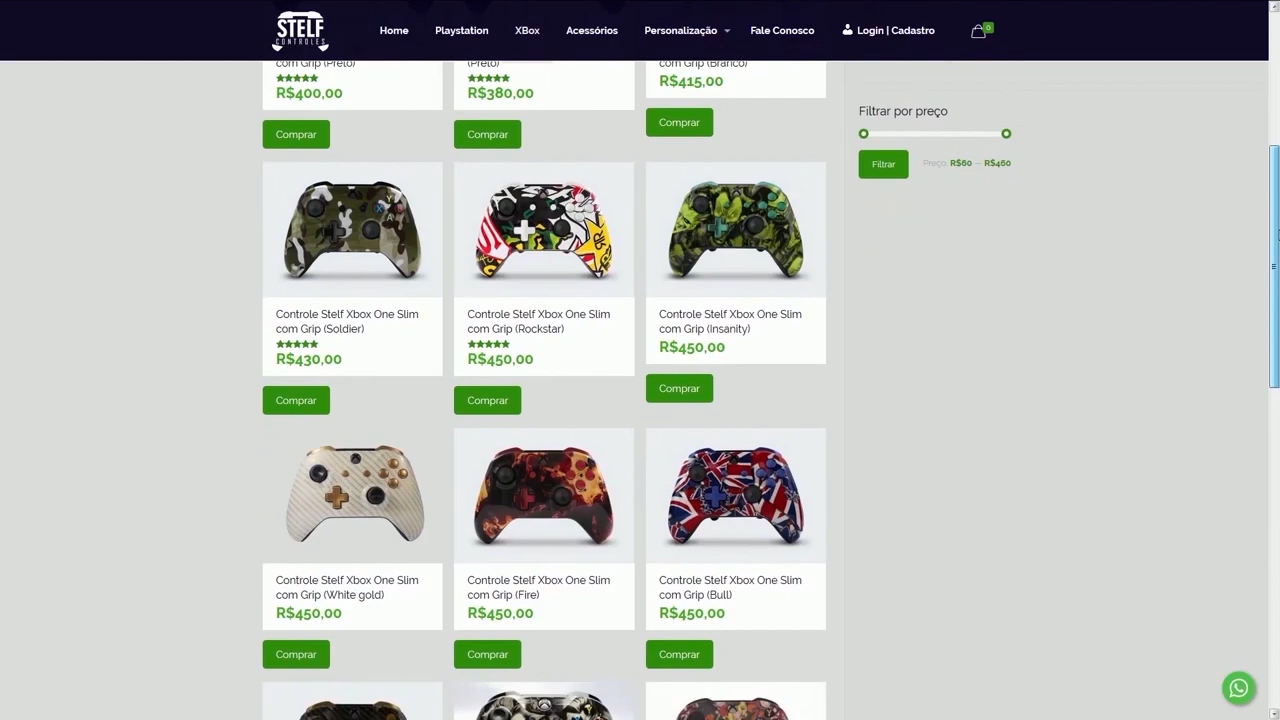 STELF
CONTROLES
Home
Playstation
XBox
Acessórios
Personalização
Fale Conosco
Login | Cadastro
0
com Grip (Preto)
(Preto)
com Grip (Branco)
R$400,00
R$380,00
R$415,00
Comprar
Comprar
Comprar
Filtrar por preço
Filtrar
Preço: R$60 — R$460
Controle Stelf Xbox One Slim
com Grip (Soldier)
R$430,00
Comprar
Controle Stelf Xbox One Slim
com Grip (Rockstar)
R$450,00
Comprar
Controle Stelf Xbox One Slim
com Grip (Insanity)
R$450,00
Comprar
Controle Stelf Xbox One Slim
com Grip (White gold)
R$450,00
Comprar
Controle Stelf Xbox One Slim
com Grip (Fire)
R$450,00
Comprar
Controle Stelf Xbox One Slim
com Grip (Bull)
R$450,00
Comprar